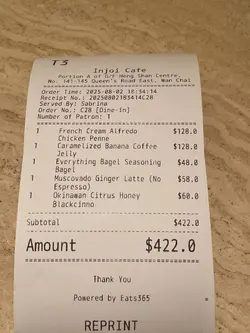 T3
Injoi Cafe
Portion A of G/F Heng Shan Centre,
No. 141-145 Queen's Road East, Wan Chai
Order Time: 2025-08-02 18:34:14
Receipt No.: 20250802183414C28
Served By: Sabrina
Order No.: C28 [Dine-in]
Number of Patron: 1
1 French Cream Alfredo $128.0
Chicken Penne
1 Caramelized Banana Coffee $128.0
Jelly
1 Everything Bagel Seasoning $48.0
Bagel
1 Muscovado Ginger Latte (No $58.0
Espresso)
1 Okinawan Citrus Honey $60.0
Blackcinno
Subtotal $422.0
Amount $422.0
Thank You
Powered by Eats365
REPRINT